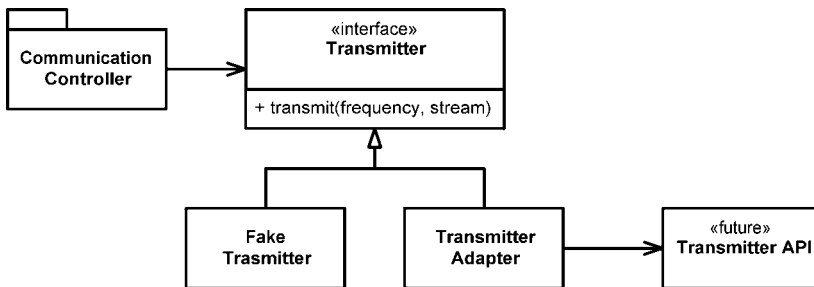 «interface»
Transmitter
Communication
Controller
+ transmit(frequency, stream)
Fake
Trasmitter
Transmitter
Adapter
«future»
Transmitter API